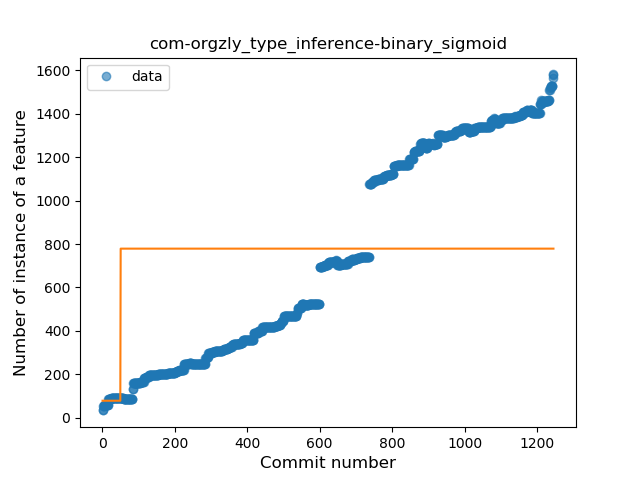 com-orgzly_type_inference-binary_sigmoid
data
Number of instance of a feature
1600
1400
1200
1000
800
600
400
200
0
0 200 400 600 800 1000 1200
Commit number